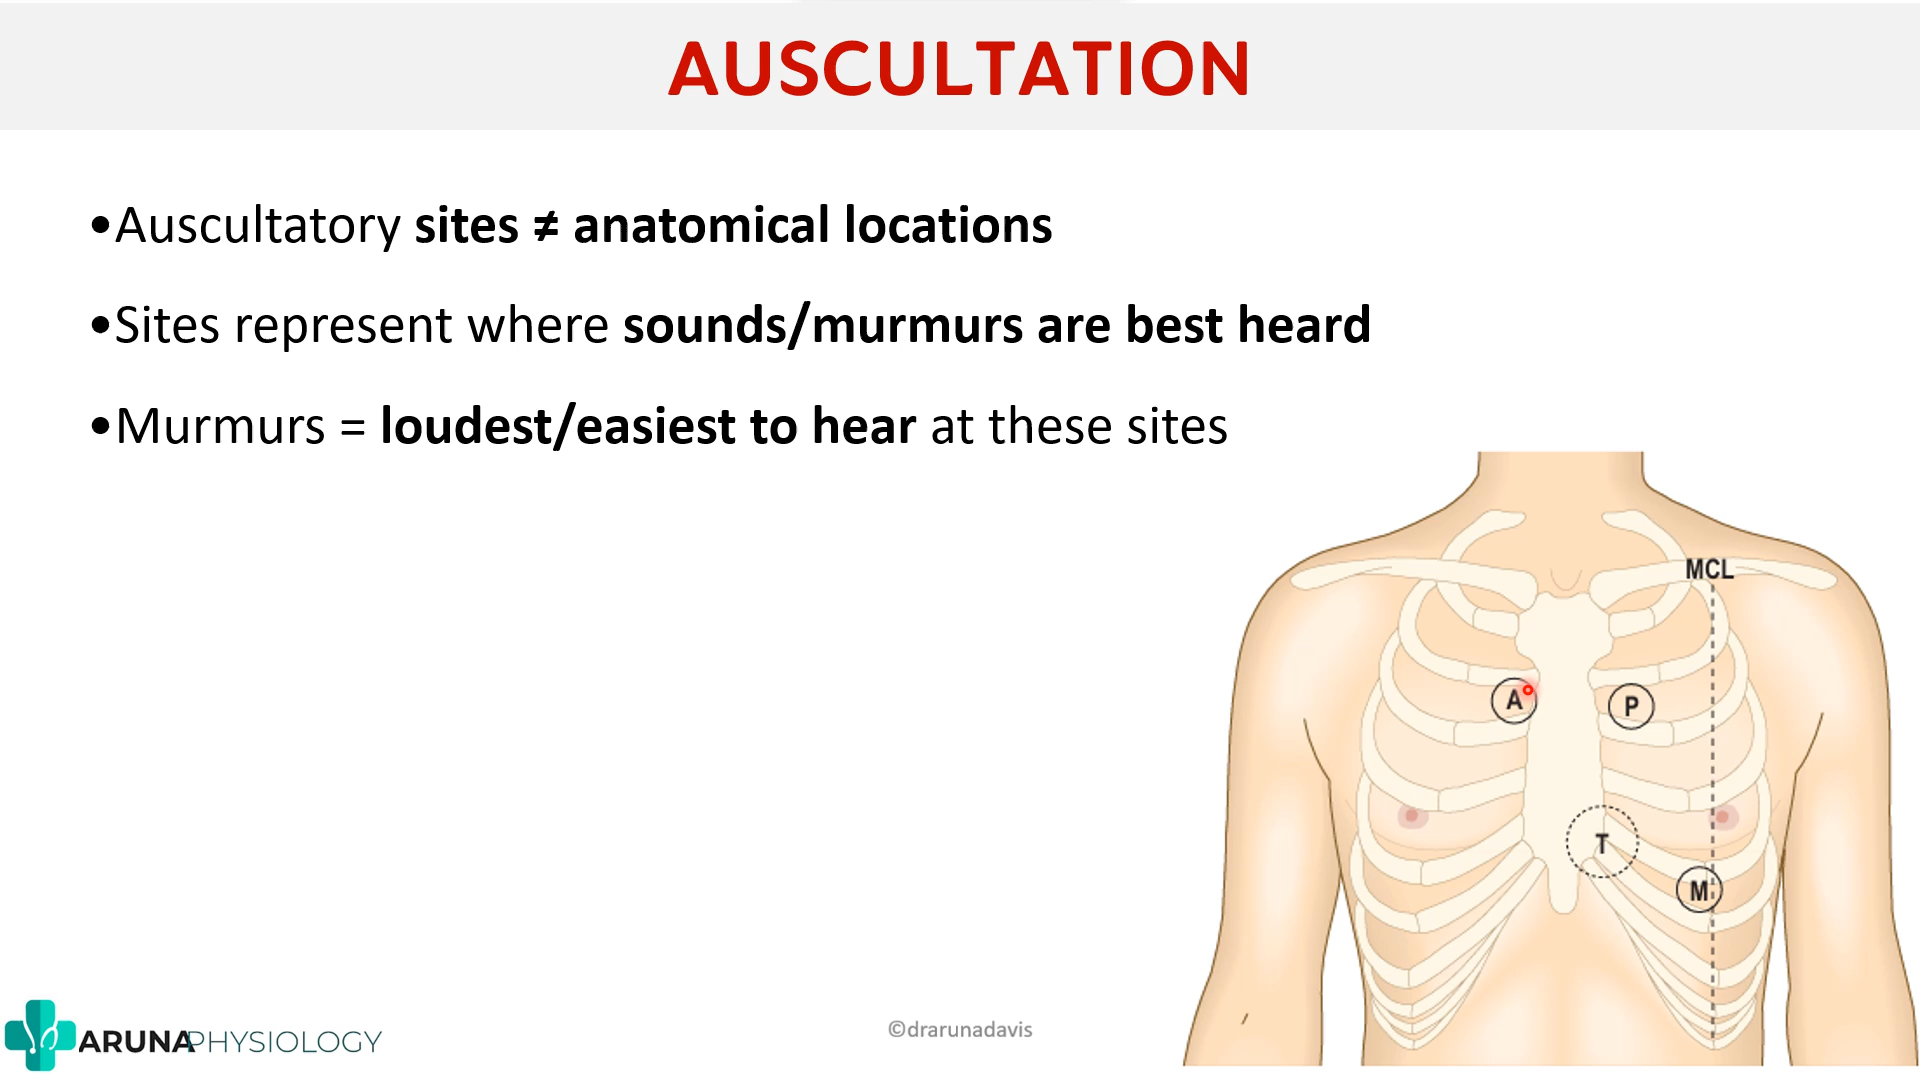 AUSCULTATION
•Auscultatory sites ≠ anatomical locations
•Sites represent where sounds/murmurs are best heard
•Murmurs = loudest/easiest to hear at these sites
MCL
A
P
T
M
ARUNAPHYSIOLOGY
©drarunadavis